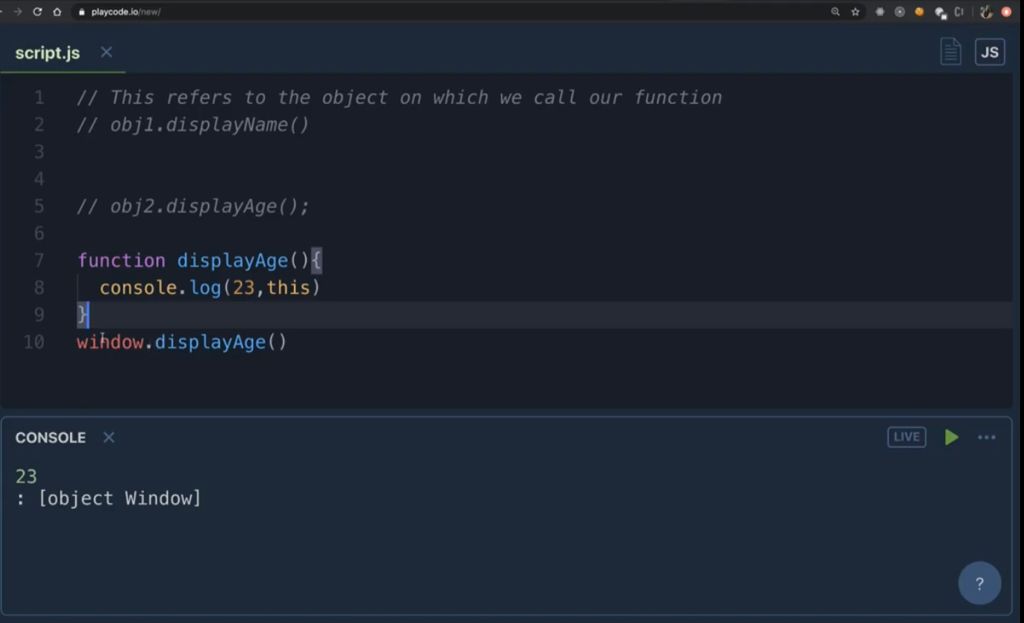 playcode.io/new/
script.js ×
JS
1 // This refers to the object on which we call our function
2 // obj1.displayName()
3
4
5 // obj2.displayAge();
6
7 function displayAge(){
8 console.log(23,this)
9 }
10 window.displayAge()
CONSOLE ×
LIVE
23
: [object Window]
?